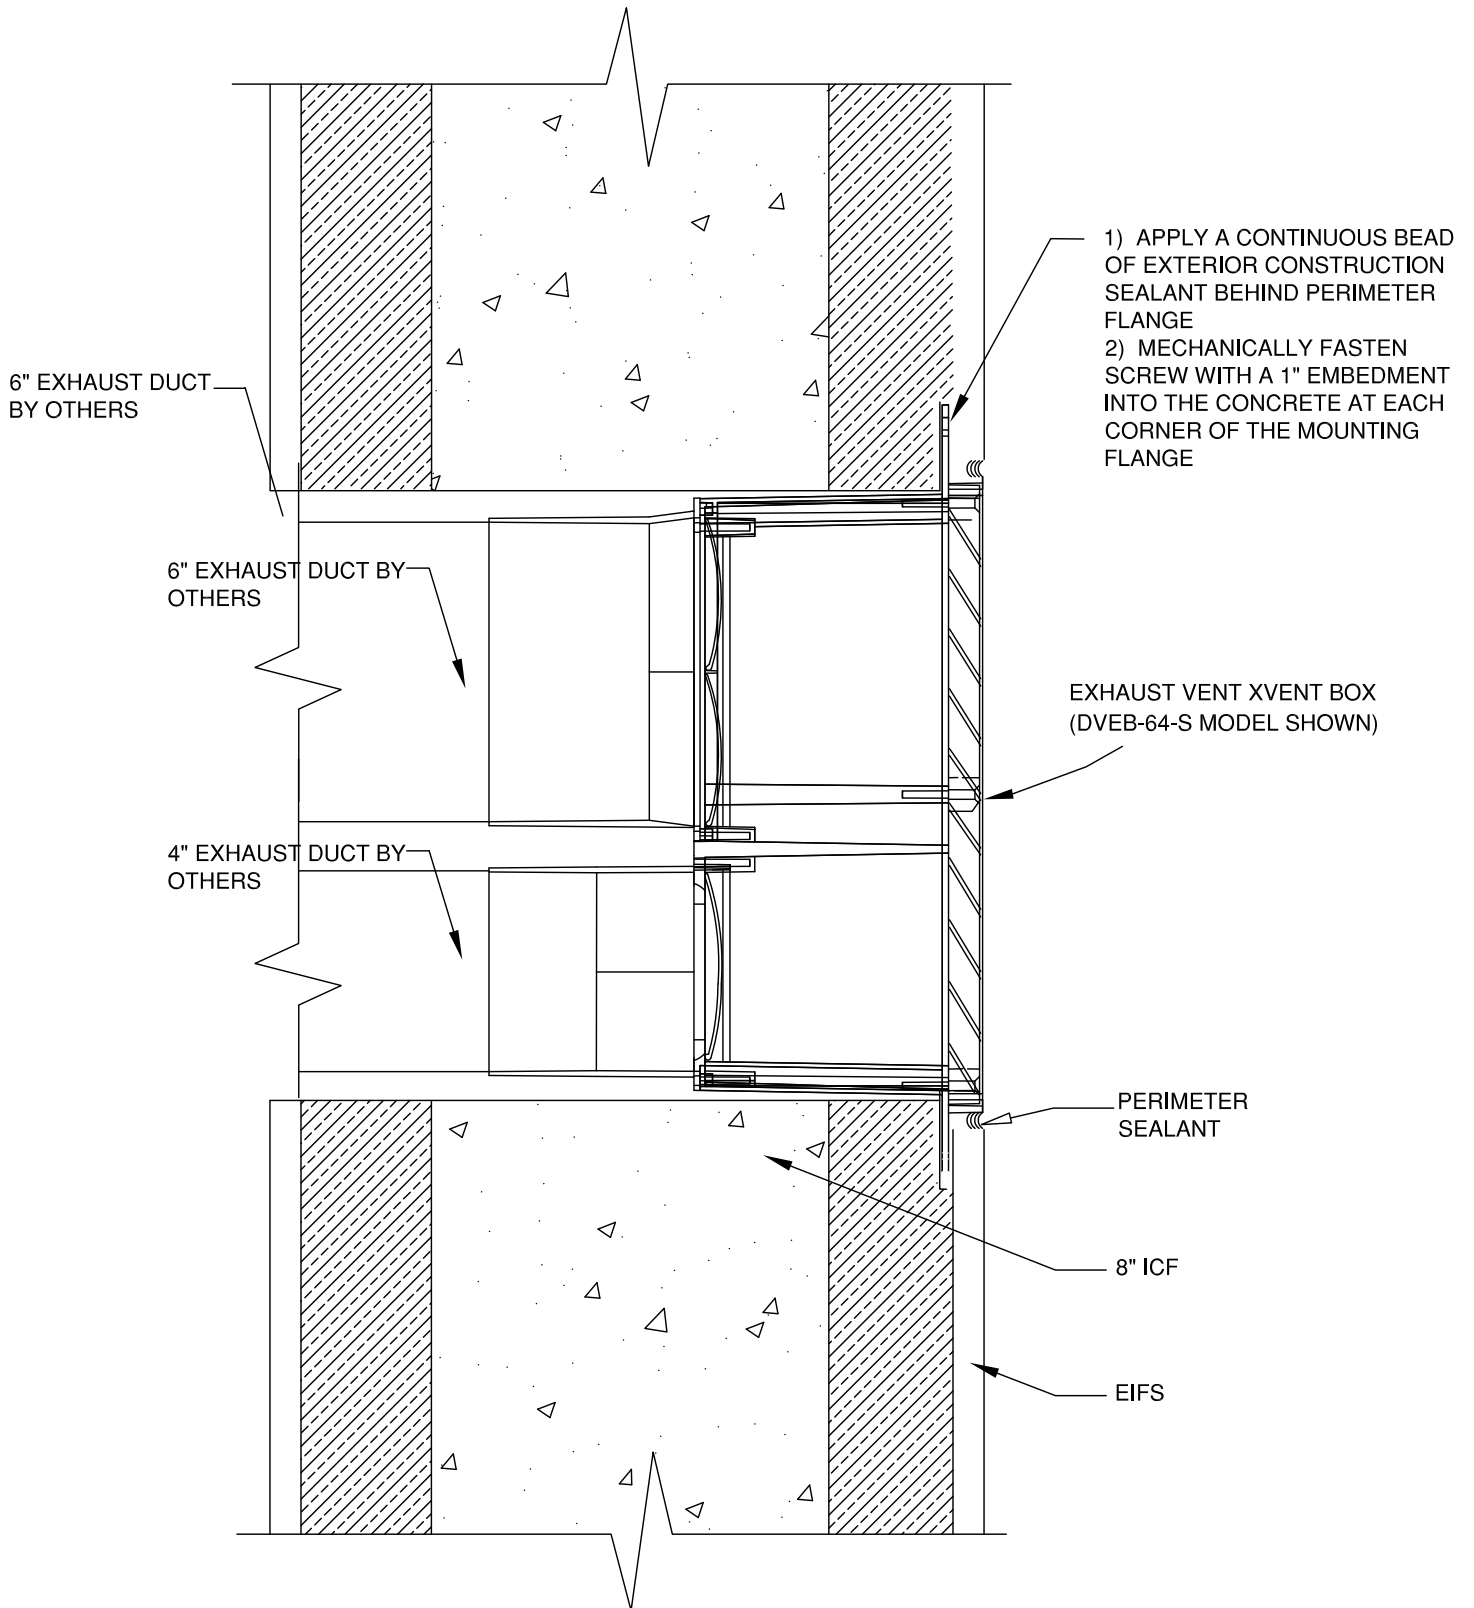 1) APPLY A CONTINUOUS BEAD
OF EXTERIOR CONSTRUCTION
SEALANT BEHIND PERIMETER
FLANGE
2) MECHANICALLY FASTEN
SCREW WITH A 1" EMBEDMENT
INTO THE CONCRETE AT EACH
CORNER OF THE MOUNTING
FLANGE
6" EXHAUST DUCT
BY OTHERS
6" EXHAUST DUCT BY
OTHERS
EXHAUST VENT XVENT BOX
(DVEB-64-S MODEL SHOWN)
4" EXHAUST DUCT BY
OTHERS
PERIMETER
SEALANT
8" ICF
EIFS